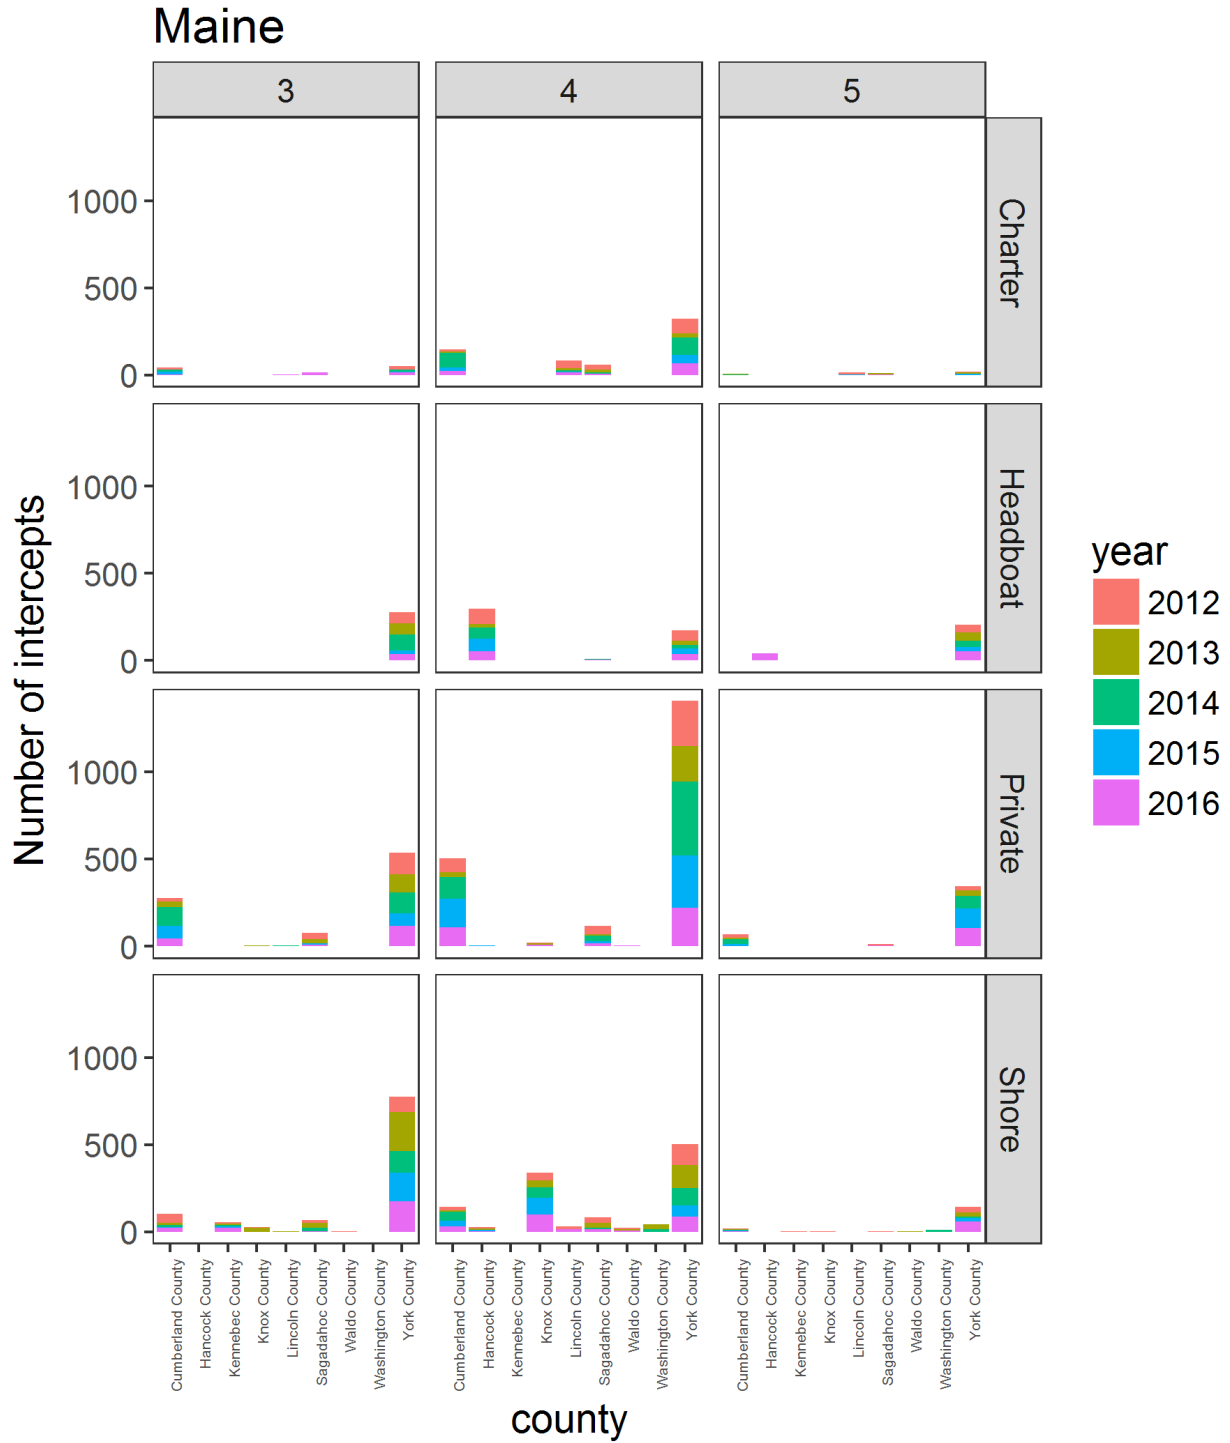 Maine
3 4 5
Charter
1000
500
0
Headboat
1000
500
0
Private
1000
500
0
Shore
1000
500
0
Number of intercepts
Cumberland County
Hancock County
Kennebec County
Knox County
Lincoln County
Sagadahoc County
Waldo County
Washington County
York County
Cumberland County
Hancock County
Kennebec County
Knox County
Lincoln County
Sagadahoc County
Waldo County
Washington County
York County
Cumberland County
Hancock County
Kennebec County
Knox County
Lincoln County
Sagadahoc County
Waldo County
Washington County
York County
county
year
2012
2013
2014
2015
2016